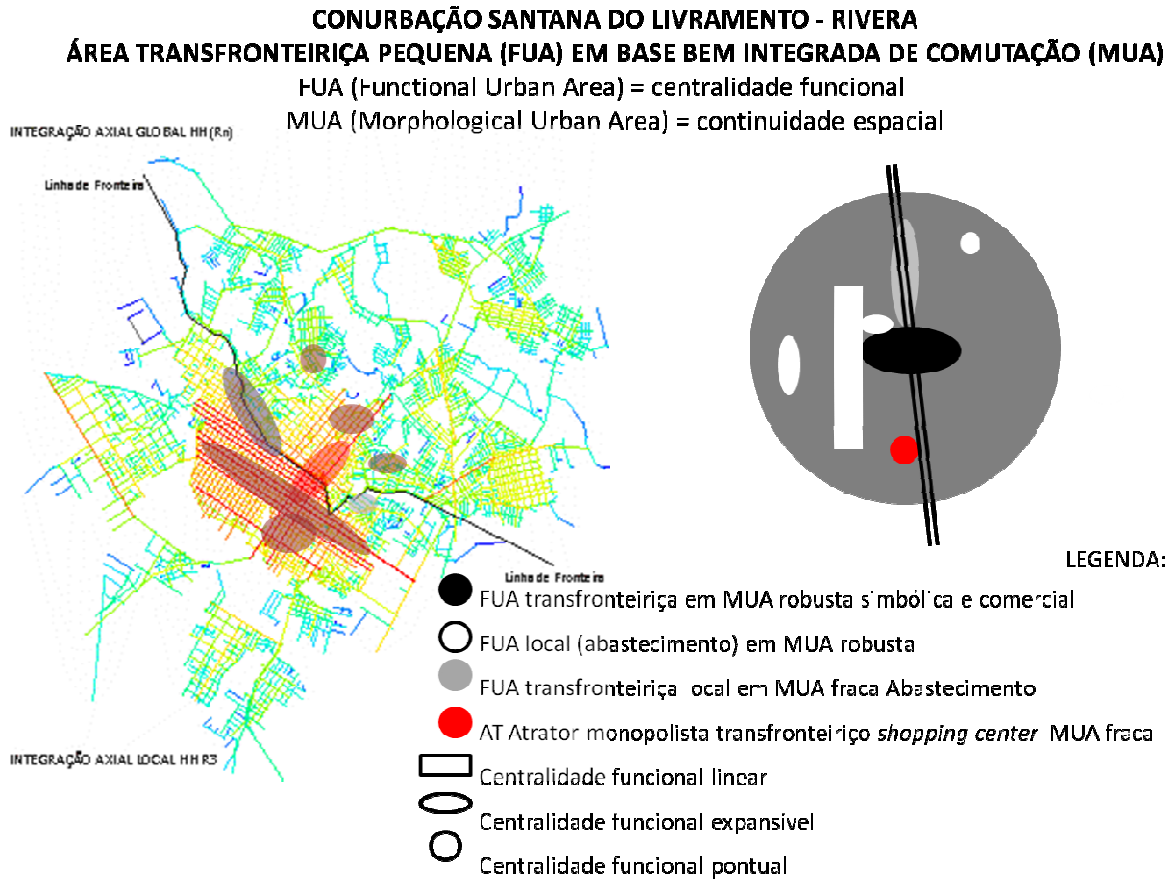 CONURBAÇÃO SANTANA DO LIVRAMENTO - RIVERA
ÁREA TRANSFRONTEIRIÇA PEQUENA (FUA) EM BASE BEM INTEGRADA DE COMUTAÇÃO (MUA)
FUA (Functional Urban Area) = centralidade funcional
MUA (Morphological Urban Area) = continuidade espacial
INTEGRAÇÃO AXIAL GLOBAL HH (Rn)
Linha de Fronteira
Linha de Fronteira
LEGENDA:
FUA transfronteiriça em MUA robusta simbólica e comercial
FUA local (abastecimento) em MUA robusta
FUA transfronteiriça local em MUA fraca Abastecimento
AT Atrator monopolista transfronteiriço shopping center MUA fraca
INTEGRAÇÃO AXIAL LOCAL HH R3
Centralidade funcional linear
Centralidade funcional expansível
Centralidade funcional pontual